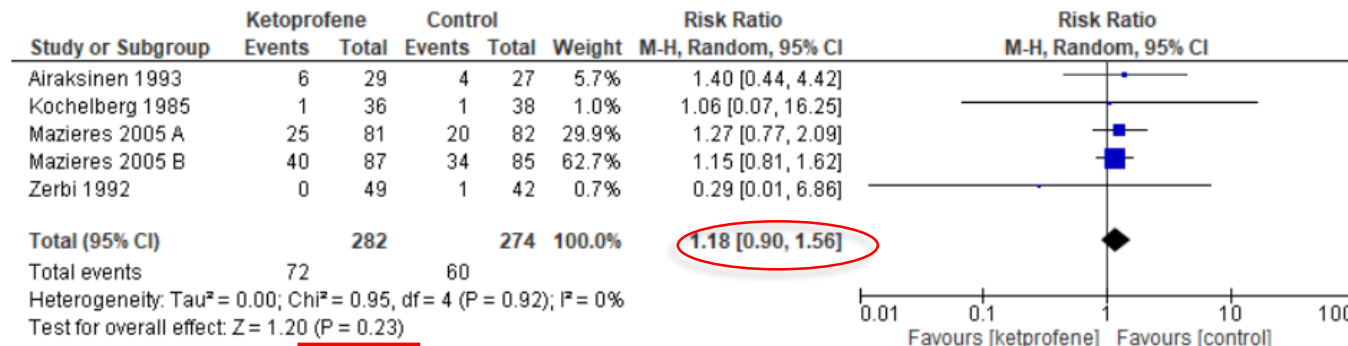 Ketoprofene Control Risk Ratio Risk Ratio
Study or Subgroup Events Total Events Total Weight M-H, Random, 95% CI M-H, Random, 95% CI
Airaksinen 1993 6 29 4 27 5.7% 1.40 [0.44, 4.42]
Kochelberg 1985 1 36 1 38 1.0% 1.06 [0.07, 16.25]
Mazieres 2005 A 25 81 20 82 29.9% 1.27 [0.77, 2.09]
Mazieres 2005 B 40 87 34 85 62.7% 1.15 [0.81, 1.62]
Zerbi 1992 0 49 1 42 0.7% 0.29 [0.01, 6.86]
Total (95% CI) 282 274 100.0% 1.18 [0.90, 1.56]
Total events 72 60
Heterogeneity: Tau² = 0.00; Chi² = 0.95, df = 4 (P = 0.92); I² = 0%
Test for overall effect: Z = 1.20 (P = 0.23)
0.01 0.1 1 10 100
Favours [ketprofene] Favours [control]